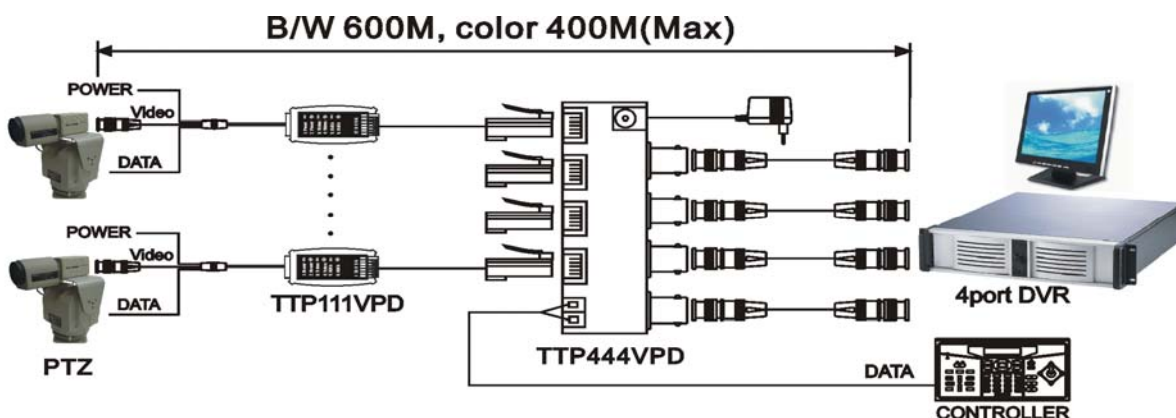 B/W 600M, color 400M(Max)
POWER
Video
DATA
POWER
Video
DATA
PTZ
TTP111VPD
TTP444VPD
4port DVR
DATA
CONTROLLER